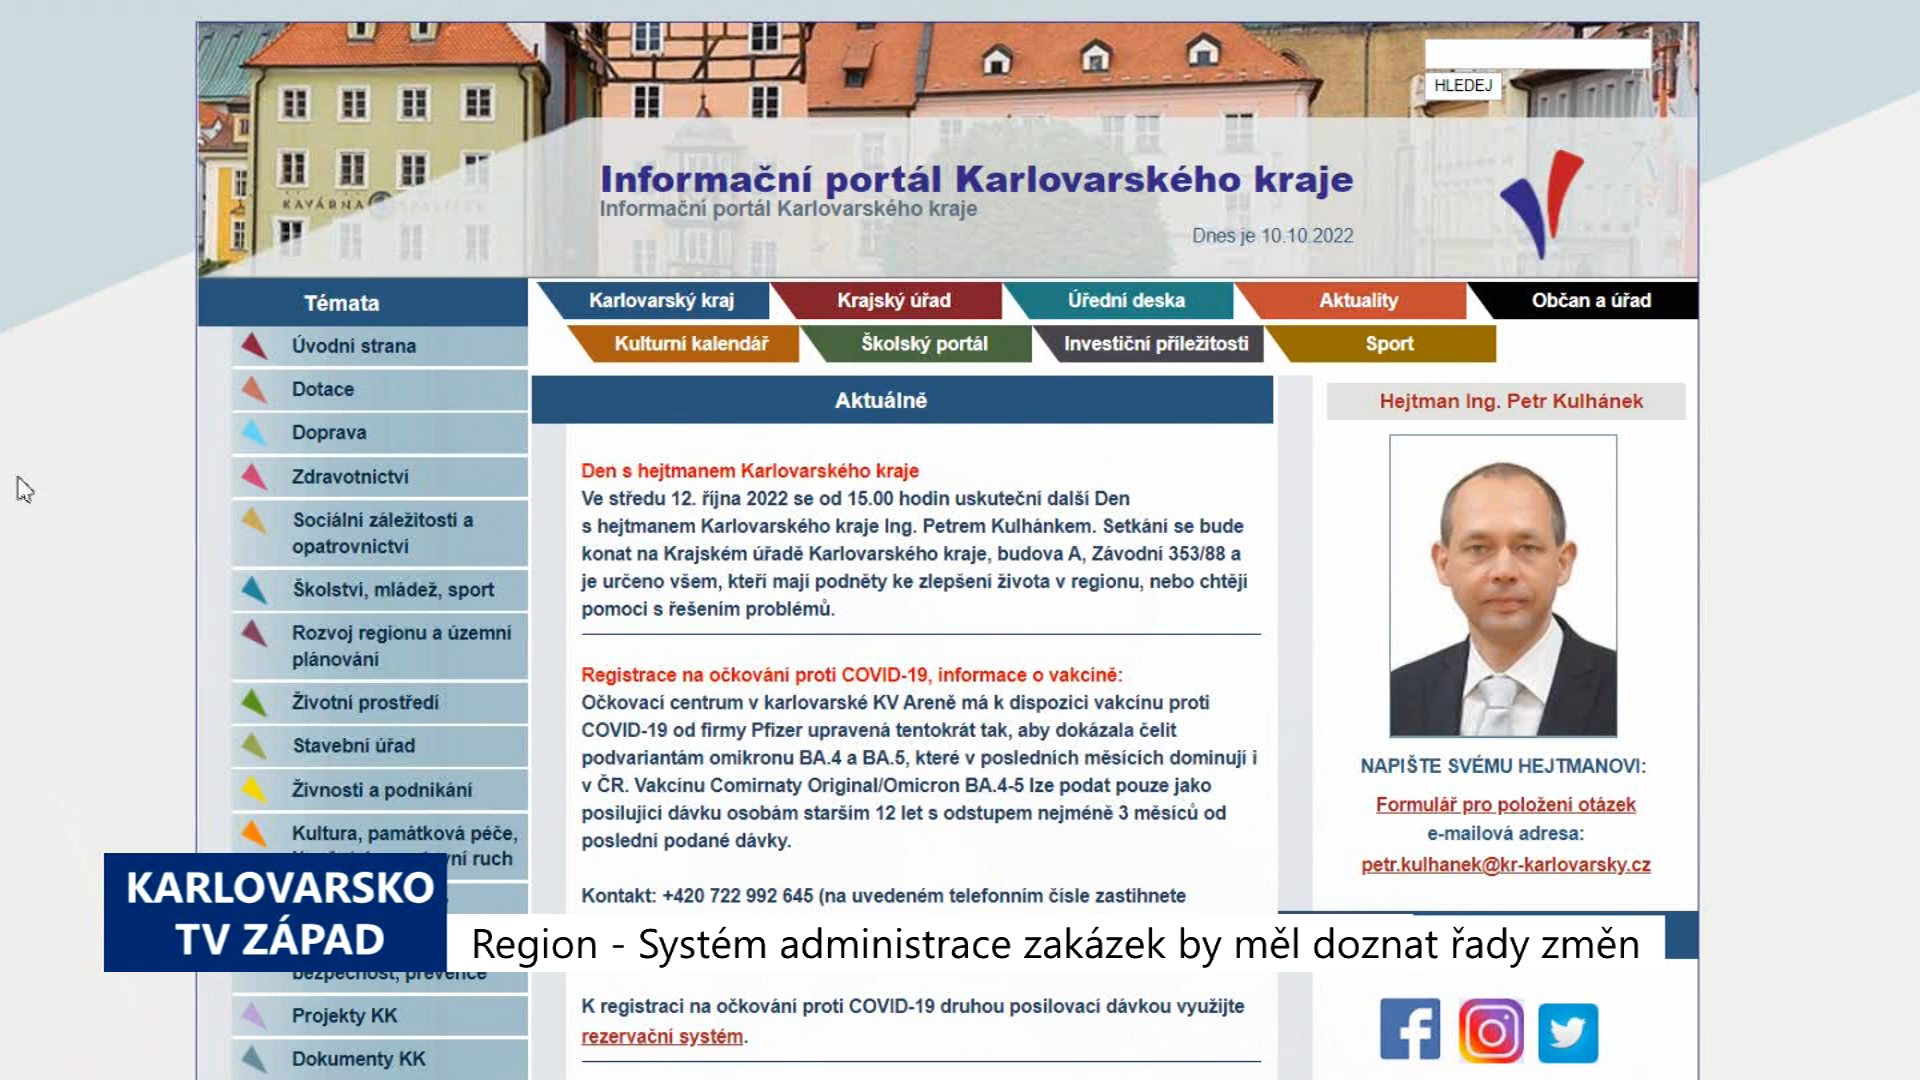 HLEDEJ
KAVÁRNA
Informační portál Karlovarského kraje
Informační portál Karlovarského kraje
Dnes je 10.10.2022
Témata
Karlovarský kraj
Krajský úřad
Úřední deska
Aktuality
Občan a úřad
Kulturní kalendář
Školský portál
Investiční příležitosti
Sport
Úvodní strana
Dotace
Doprava
Zdravotnictví
Sociální záležitosti a
opatrovnictví
Školství, mládež, sport
Rozvoj regionu a územní
plánování
Životní prostředí
Stavební úřad
Živnosti a podnikání
Kultura, památková péče,
ní ruch
bezpečnost, prevence
Projekty KK
Dokumenty KK
Aktuálně
Den s hejtmanem Karlovarského kraje
Ve středu 12. října 2022 se od 15.00 hodin uskuteční další Den
s hejtmanem Karlovarského kraje Ing. Petrem Kulhánkem. Setkání se bude
konat na Krajském úřadě Karlovarského kraje, budova A, Závodní 353/88 a
je určeno všem, kteří mají podněty ke zlepšení života v regionu, nebo chtějí
pomoci s řešením problémů.
Registrace na očkování proti COVID-19, informace o vakcíně:
Očkovací centrum v karlovarské KV Areně má k dispozici vakcínu proti
COVID-19 od firmy Pfizer upravená tentokrát tak, aby dokázala čelit
podvariantám omikronu BA.4 a BA.5, které v posledních měsících dominují i
v ČR. Vakcínu Comirnaty Original/Omicron BA.4-5 lze podat pouze jako
posilující dávku osobám starším 12 let s odstupem nejméně 3 měsíců od
poslední podané dávky.
Kontakt: +420 722 992 645 (na uvedeném telefonním čísle zastihnete
K registraci na očkování proti COVID-19 druhou posilovací dávkou využijte
rezervační systém.
Hejtman Ing. Petr Kulhánek
NAPIŠTE SVÉMU HEJTMANOVI:
Formulář pro položení otázek
e-mailová adresa:
petr.kulhanek@kr-karlovarsky.cz
KARLOVARSKO
TV ZÁPAD
Region - Systém administrace zakázek by měl doznat řady změn